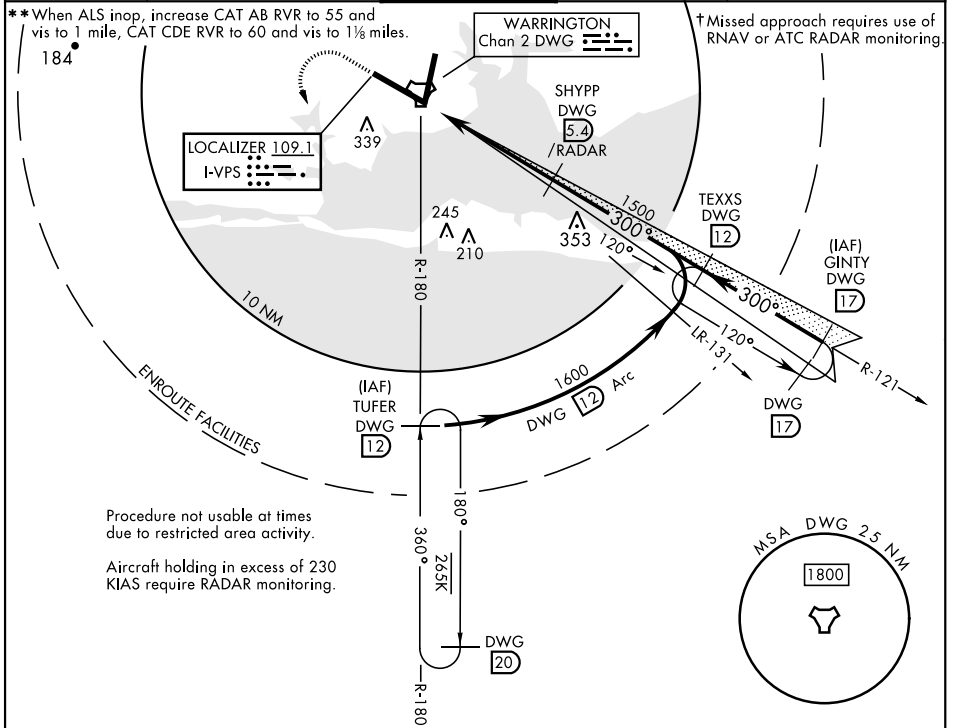 ** When ALS inop, increase CAT AB RVR to 55 and
vis to 1 mile, CAT CDE RVR to 60 and vis to 1⅛ miles.
184
WARRINGTON
Chan 2 DWG
† Missed approach requires use of
RNAV or ATC RADAR monitoring.
LOCALIZER 109.1
I-VPS
339
SHYPP
DWG
5.4
/RADAR
245
210
353
1500
300°
120°
TEXXS
DWG
12
(IAF)
GINTY
DWG
17
300°
120°
LR-131
R-121
DWG
17
R-180
10 NM
ENROUTE FACILITIES
(IAF)
TUFER
DWG
12
1600
DWG 12 Arc
360°
180°
265K
DWG
20
R-180
Procedure not usable at times
due to restricted area activity.
Aircraft holding in excess of 230
KIAS require RADAR monitoring.
MSA DWG 25 NM
1800